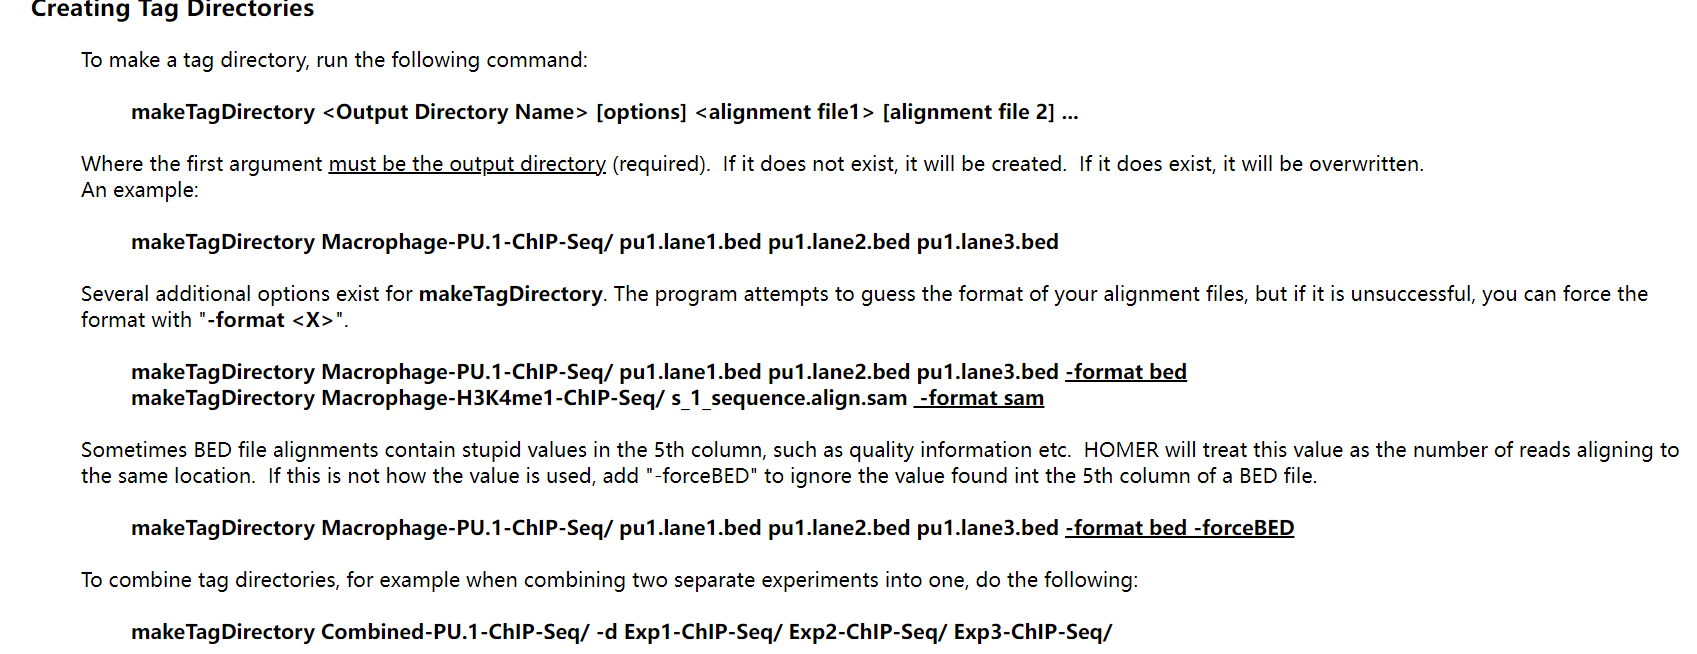 Creating Tag Directories
To make a tag directory, run the following command:
makeTagDirectory <Output Directory Name> [options] <alignment file1> [alignment file 2] ...
Where the first argument must be the output directory (required).  If it does not exist, it will be created.  If it does exist, it will be overwritten.
An example:
makeTagDirectory Macrophage-PU.1-ChIP-Seq/ pu1.lane1.bed pu1.lane2.bed pu1.lane3.bed
Several additional options exist for makeTagDirectory. The program attempts to guess the format of your alignment files, but if it is unsuccessful, you can force the
format with "-format <X>".
makeTagDirectory Macrophage-PU.1-ChIP-Seq/ pu1.lane1.bed pu1.lane2.bed pu1.lane3.bed -format bed
makeTagDirectory Macrophage-H3K4me1-ChIP-Seq/ s_1_sequence.align.sam  -format sam
Sometimes BED file alignments contain stupid values in the 5th column, such as quality information etc.  HOMER will treat this value as the number of reads aligning to
the same location.  If this is not how the value is used, add "-forceBED" to ignore the value found int the 5th column of a BED file.
makeTagDirectory Macrophage-PU.1-ChIP-Seq/ pu1.lane1.bed pu1.lane2.bed pu1.lane3.bed -format bed -forceBED
To combine tag directories, for example when combining two separate experiments into one, do the following:
makeTagDirectory Combined-PU.1-ChIP-Seq/ -d Exp1-ChIP-Seq/ Exp2-ChIP-Seq/ Exp3-ChIP-Seq/